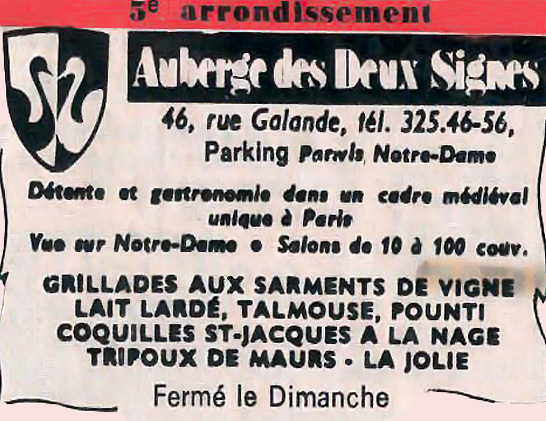 5e arrondissement
Auberge des Deux Signes
46, rue Galande, tél. 325.46-56,
Parking Parvis Notre-Dame
Détente et gastronomie dans un cadre médiéval
unique à Paris
Vue sur Notre-Dame • Salons de 10 à 100 couv.
GRILLADES AUX SARMENTS DE VIGNE
LAIT LARDÉ, TALMOUSE, POUNTI
COQUILLES ST-JACQUES A LA NAGE
TRIPOUX DE MAURS - LA JOLIE
Fermé le Dimanche